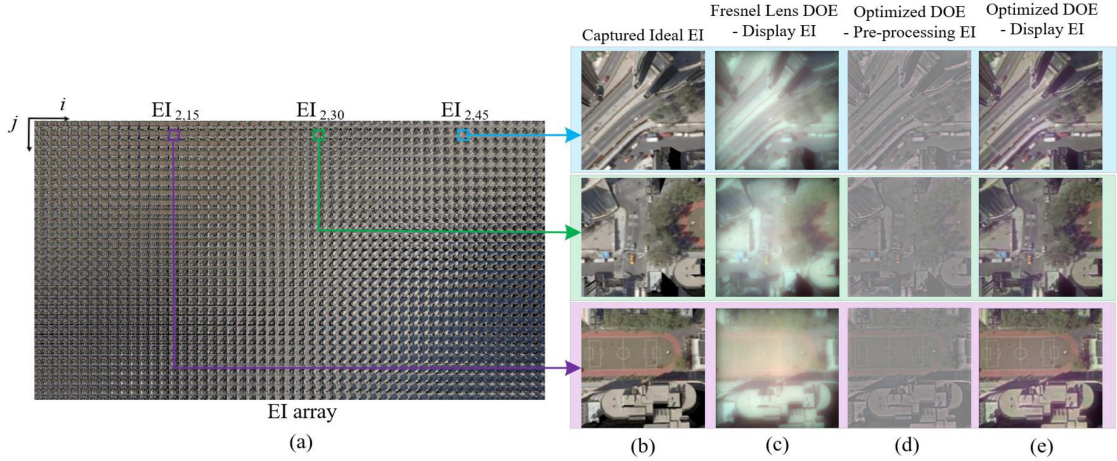 i
j
EI 2,15
EI 2,30
EI 2,45
EI array
(a)
Captured Ideal EI
Fresnel Lens DOE
- Display EI
Optimized DOE
- Pre-processing EI
Optimized DOE
- Display EI
(b)
(c)
(d)
(e)